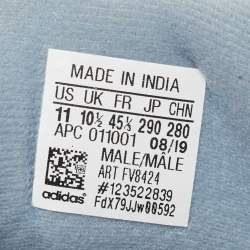 MADE IN INDIA
US UK FR JP CHN
11 10½ 45⅓ 290 280
APC 011001 08/19
MALE/MÂLE
ART FV8424
#123522839
FdX79JJw00592
adidas